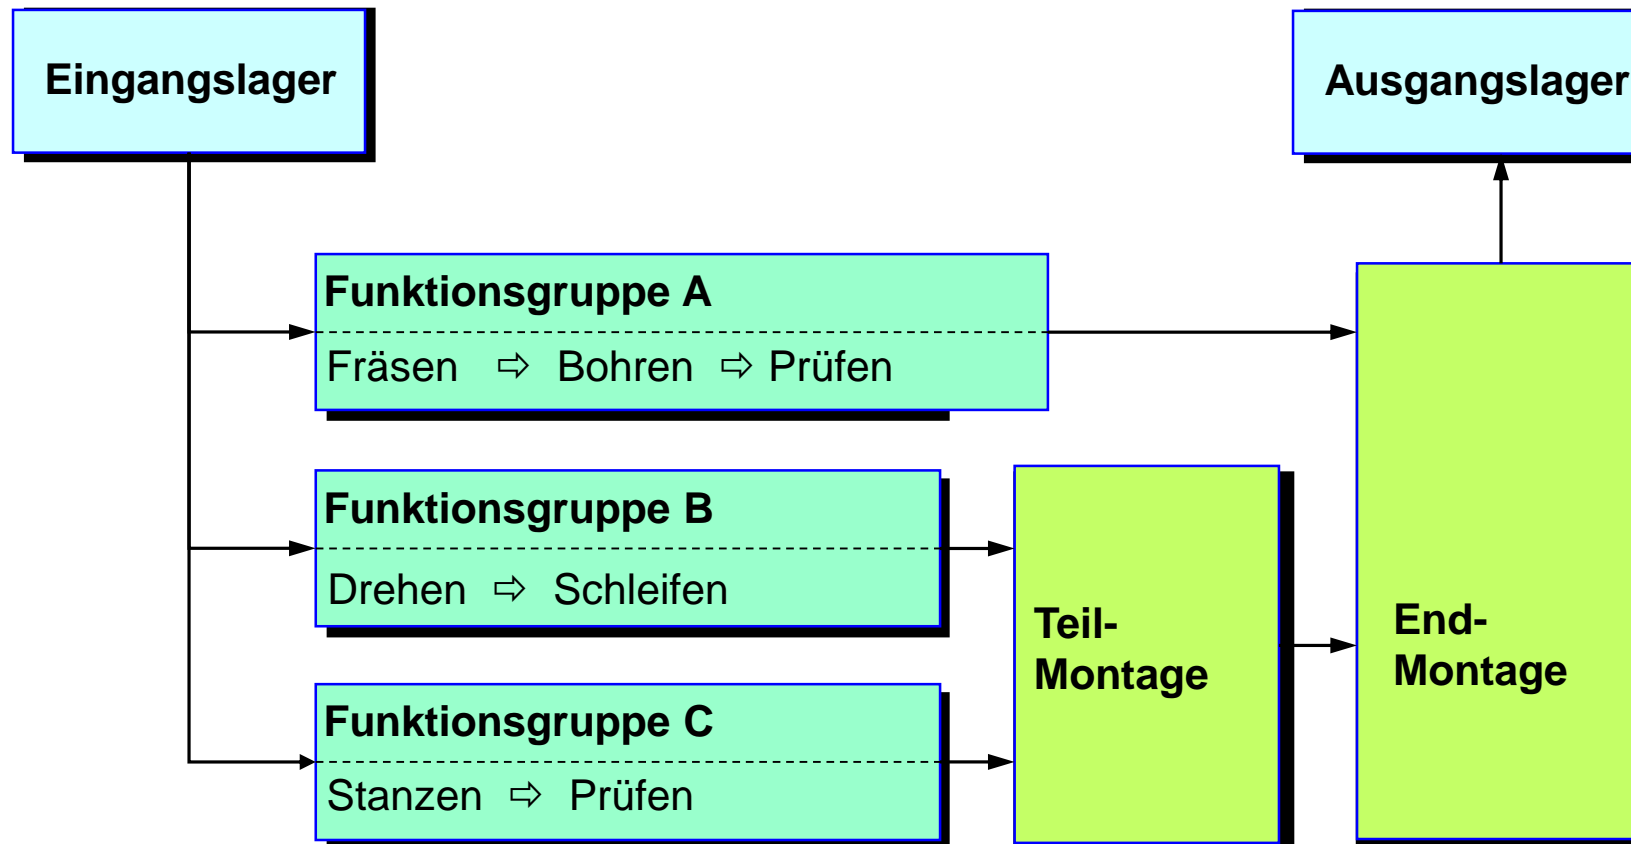 Eingangslager
Ausgangslager
Funktionsgruppe A
Fräsen ⇨ Bohren ⇨ Prüfen
Funktionsgruppe B
Drehen ⇨ Schleifen
Funktionsgruppe C
Stanzen ⇨ Prüfen
Teil-
Montage
End-
Montage